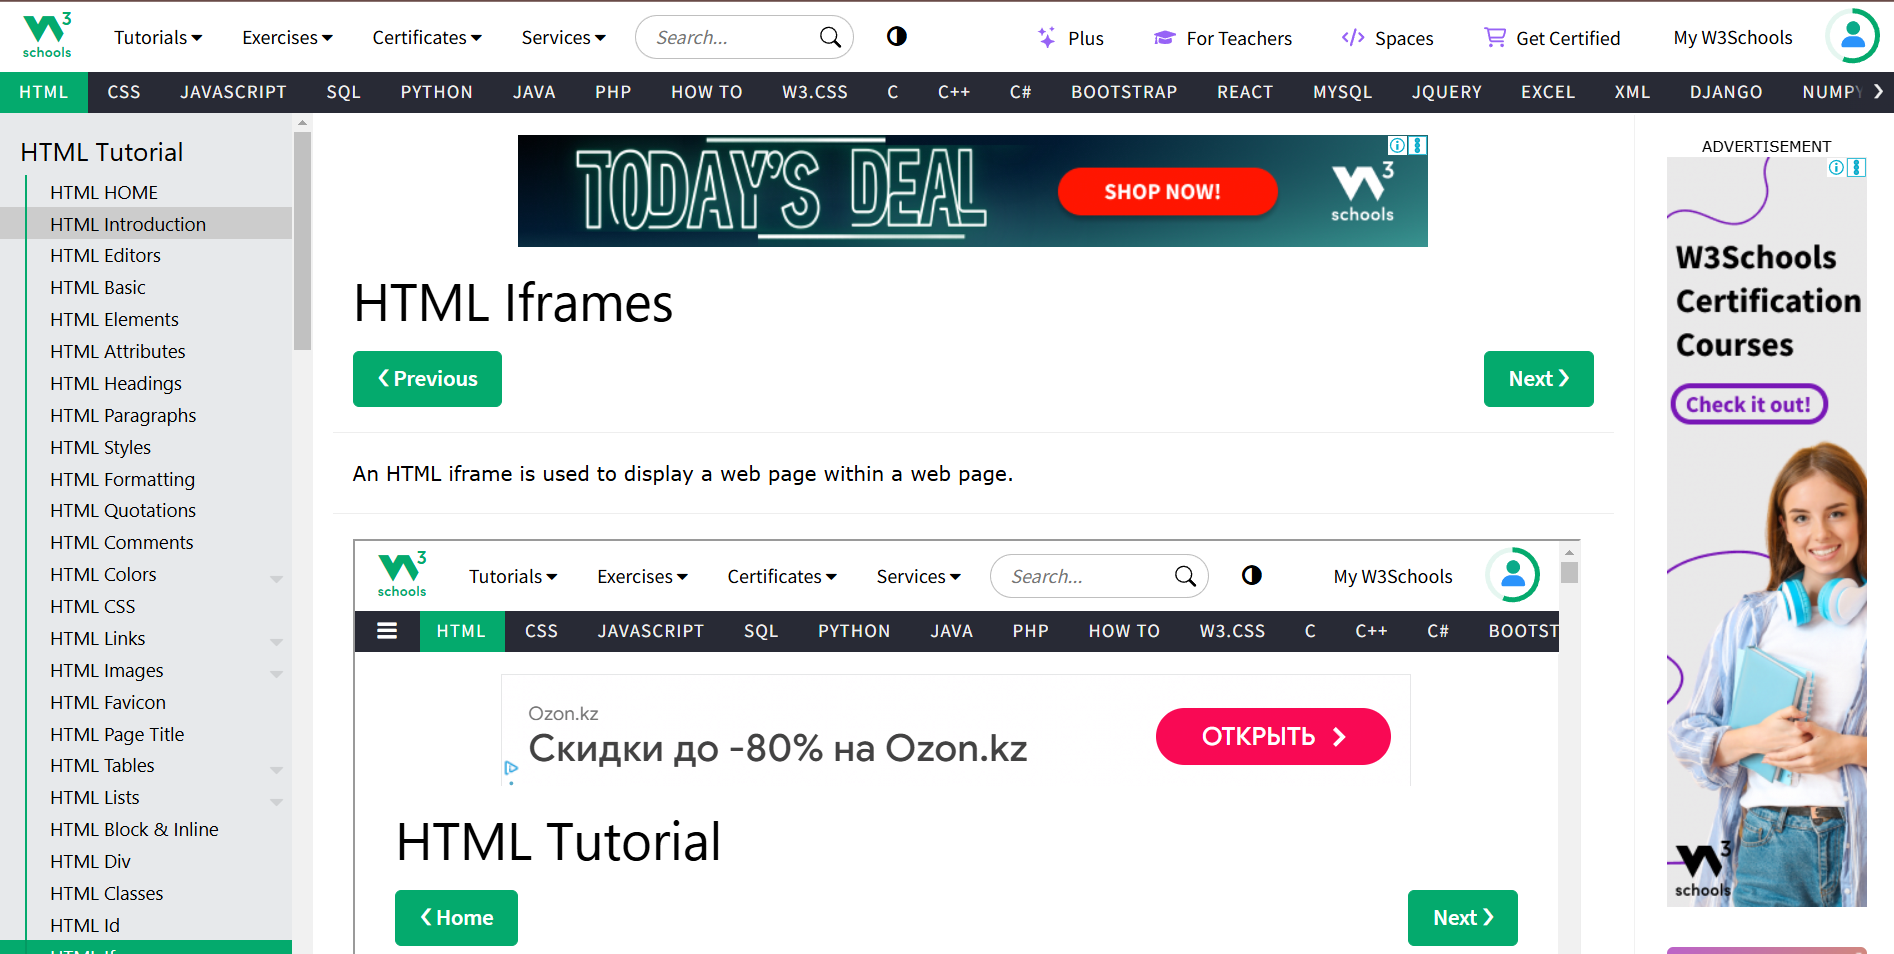 W3 schools
Tutorials Exercises Certificates Services Search... Plus For Teachers Spaces Get Certified My W3Schools
HTML CSS JAVASCRIPT SQL PYTHON JAVA PHP HOW TO W3.CSS C C++ C# BOOTSTRAP REACT MYSQL JQUERY EXCEL XML DJANGO NUMPY
HTML Tutorial
HTML HOME
HTML Introduction
HTML Editors
HTML Basic
HTML Elements
HTML Attributes
HTML Headings
HTML Paragraphs
HTML Styles
HTML Formatting
HTML Quotations
HTML Comments
HTML Colors
HTML CSS
HTML Links
HTML Images
HTML Favicon
HTML Page Title
HTML Tables
HTML Lists
HTML Block & Inline
HTML Div
HTML Classes
HTML Id
TODAY'S DEAL SHOP NOW! W3 schools
HTML Iframes
❮ Previous Next ❯
An HTML iframe is used to display a web page within a web page.
W3 schools
Tutorials Exercises Certificates Services Search... My W3Schools
HTML CSS JAVASCRIPT SQL PYTHON JAVA PHP HOW TO W3.CSS C C++ C# BOOTST
Ozon.kz
Скидки до -80% на Ozon.kz
ОТКРЫТЬ
HTML Tutorial
❮ Home Next ❯
ADVERTISEMENT
W3Schools
Certification
Courses
Check it out!
W3 schools